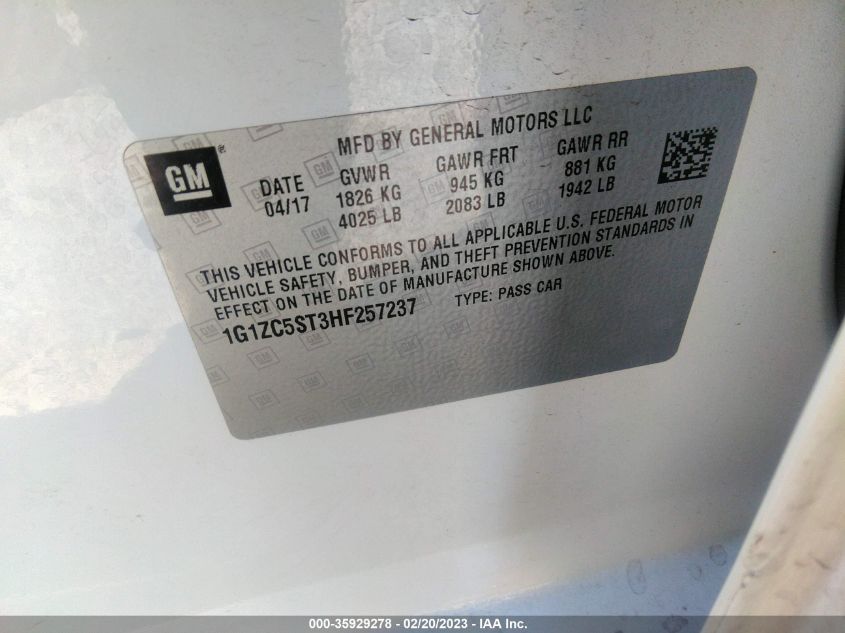 GM
MFD BY GENERAL MOTORS LLC
DATE GVWR GAWR FRT GAWR RR
04/17 1826 KG 945 KG 881 KG
4025 LB 2083 LB 1942 LB
THIS VEHICLE CONFORMS TO ALL APPLICABLE U.S. FEDERAL MOTOR
VEHICLE SAFETY, BUMPER, AND THEFT PREVENTION STANDARDS IN
EFFECT ON THE DATE OF MANUFACTURE SHOWN ABOVE.
1G1ZC5ST3HF257237 TYPE: PASS CAR
000-35929278 - 02/20/2023 - IAA Inc.